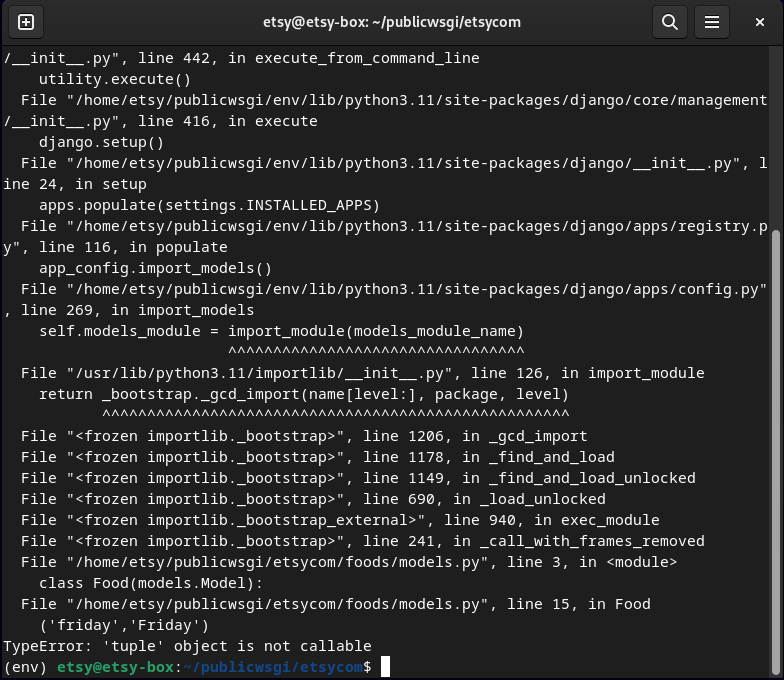 etsy@etsy-box: ~/publicwsgi/etsycom
/__init__.py", line 442, in execute_from_command_line
    utility.execute()
  File "/home/etsy/publicwsgi/env/lib/python3.11/site-packages/django/core/management
/__init__.py", line 416, in execute
    django.setup()
  File "/home/etsy/publicwsgi/env/lib/python3.11/site-packages/django/__init__.py", l
ine 24, in setup
    apps.populate(settings.INSTALLED_APPS)
  File "/home/etsy/publicwsgi/env/lib/python3.11/site-packages/django/apps/registry.p
y", line 116, in populate
    app_config.import_models()
  File "/home/etsy/publicwsgi/env/lib/python3.11/site-packages/django/apps/config.py"
, line 269, in import_models
    self.models_module = import_module(models_module_name)
                         ^^^^^^^^^^^^^^^^^^^^^^^^^^^^^^^^^
  File "/usr/lib/python3.11/importlib/__init__.py", line 126, in import_module
    return _bootstrap._gcd_import(name[level:], package, level)
           ^^^^^^^^^^^^^^^^^^^^^^^^^^^^^^^^^^^^^^^^^^^^^^^^^^^^
  File "<frozen importlib._bootstrap>", line 1206, in _gcd_import
  File "<frozen importlib._bootstrap>", line 1178, in _find_and_load
  File "<frozen importlib._bootstrap>", line 1149, in _find_and_load_unlocked
  File "<frozen importlib._bootstrap>", line 690, in _load_unlocked
  File "<frozen importlib._bootstrap_external>", line 940, in exec_module
  File "<frozen importlib._bootstrap>", line 241, in _call_with_frames_removed
  File "/home/etsy/publicwsgi/etsycom/foods/models.py", line 3, in <module>
    class Food(models.Model):
  File "/home/etsy/publicwsgi/etsycom/foods/models.py", line 15, in Food
    ('friday','Friday')
TypeError: 'tuple' object is not callable
(env) etsy@etsy-box:~/publicwsgi/etsycom$